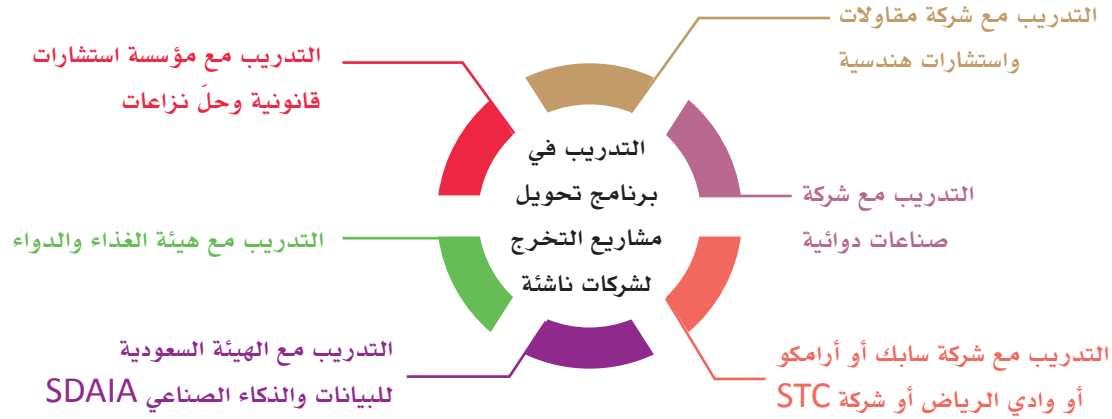 التدريب مع شركة مقاولات
واستشارات هندسية
التدريب مع شركة
صناعات دوائية
التدريب مع شركة سابك أو أرامكو
أو وادي الرياض أو شركة STC
التدريب مع مؤسسة استشارات
قانونية وحلّ نزاعات
التدريب مع هيئة الغذاء والدواء
التدريب مع الهيئة السعودية
للبيانات والذكاء الصناعي SDAIA
التدريب في
برنامج تحويل
مشاريع التخرج
لشركات ناشئة